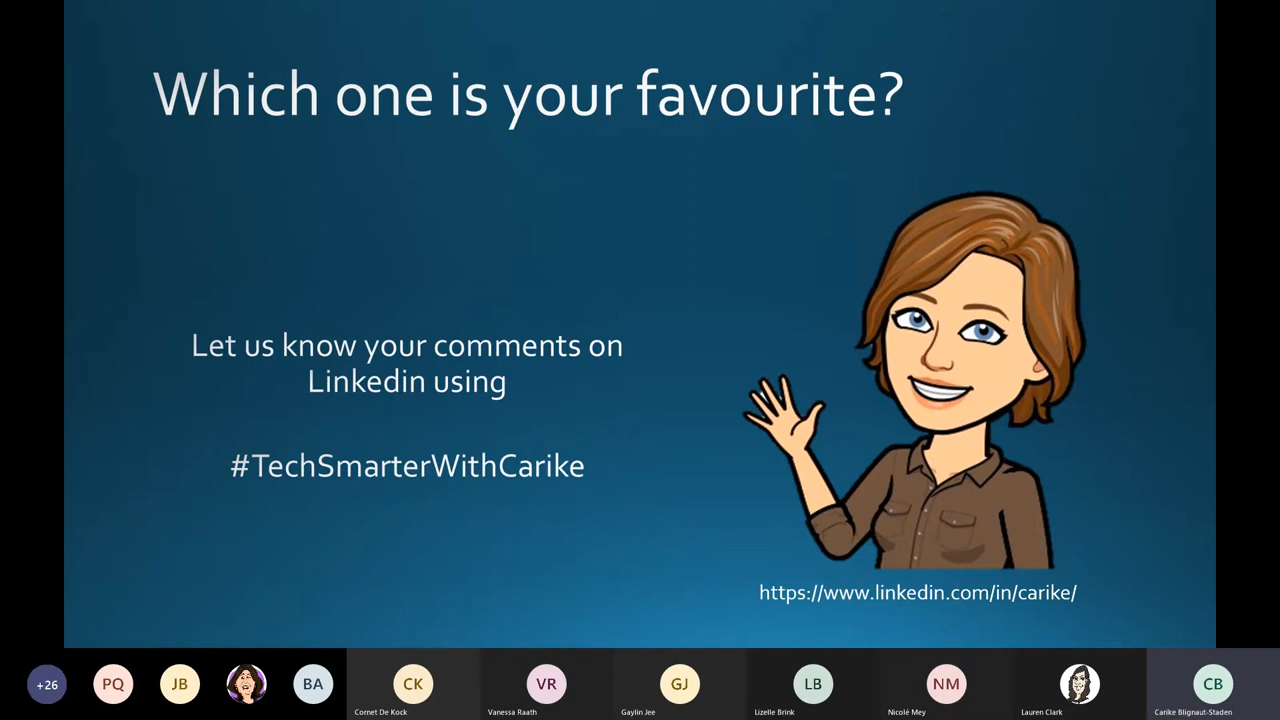 Which one is your favourite?
Let us know your comments on
Linkedin using
#TechSmarterWithCarike
https://www.linkedin.com/in/carike/
+26
PQ
JB
BA
CK
Cornet De Kock
VR
Vanessa Raath
GJ
Gaylin Jee
LB
Lizelle Brink
NM
Nicolé Mey
Lauren Clark
CB
Carike Blignaut-Staden